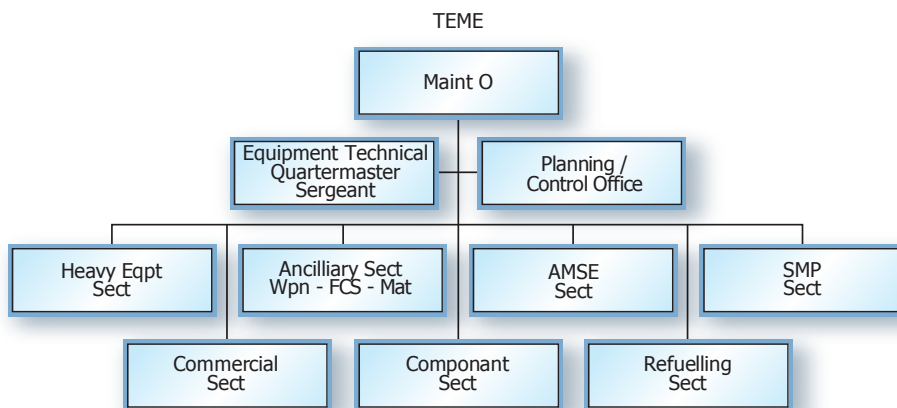 TEME
Maint O
Equipment Technical
Quartermaster
Sergeant
Planning /
Control Office
Heavy Eqpt
Sect
Ancilliary Sect
Wpn - FCS - Mat
AMSE
Sect
SMP
Sect
Commercial
Sect
Componant
Sect
Refuelling
Sect